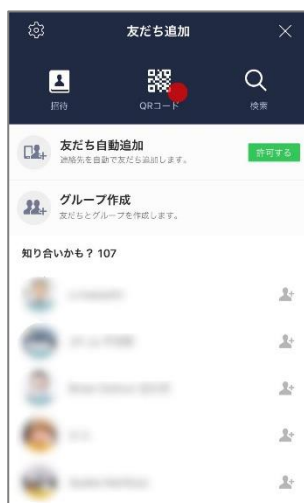 友だち追加
招待
QRコード
検索
友だち自動追加
連絡先を自動で友だち追加します。
許可する
グループ作成
友だちとグループを作成します。
知り合いかも? 107